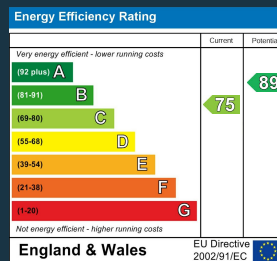 Energy Efficiency Rating
Current Potentia
Very energy efficient - lower running costs
(92 plus) A
(81-91) B
89
(69-80) C
75
(55-68) D
(39-54) E
(21-38) F
(1-20) G
Not energy efficient - higher running costs
England & Wales
EU Directive
2002/91/EC